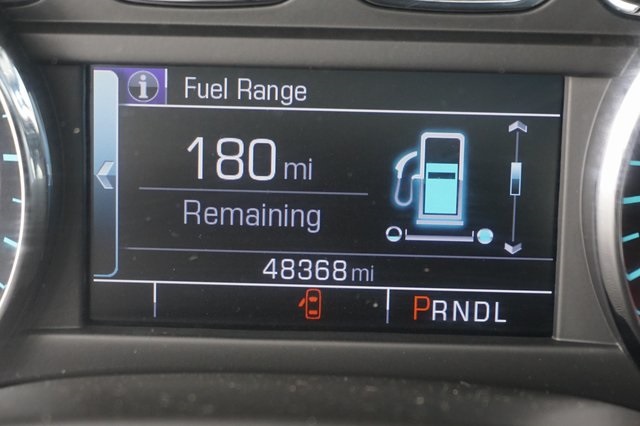 i Fuel Range
180 mi
Remaining
48368 mi
PRNDL